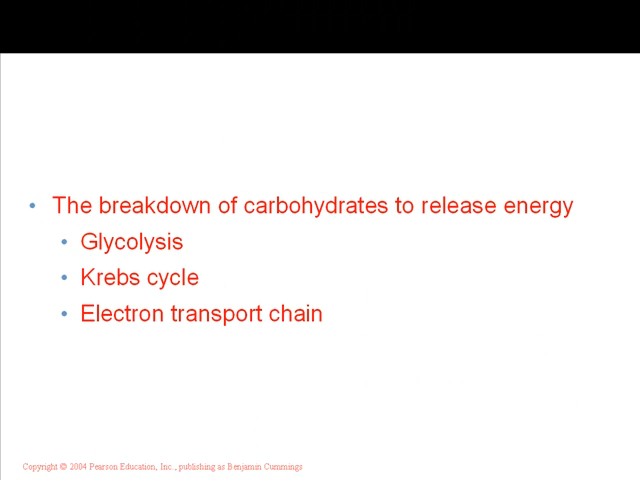 • The breakdown of carbohydrates to release energy
• Glycolysis
• Krebs cycle
• Electron transport chain
Copyright © 2004 Pearson Education, Inc., publishing as Benjamin Cummings